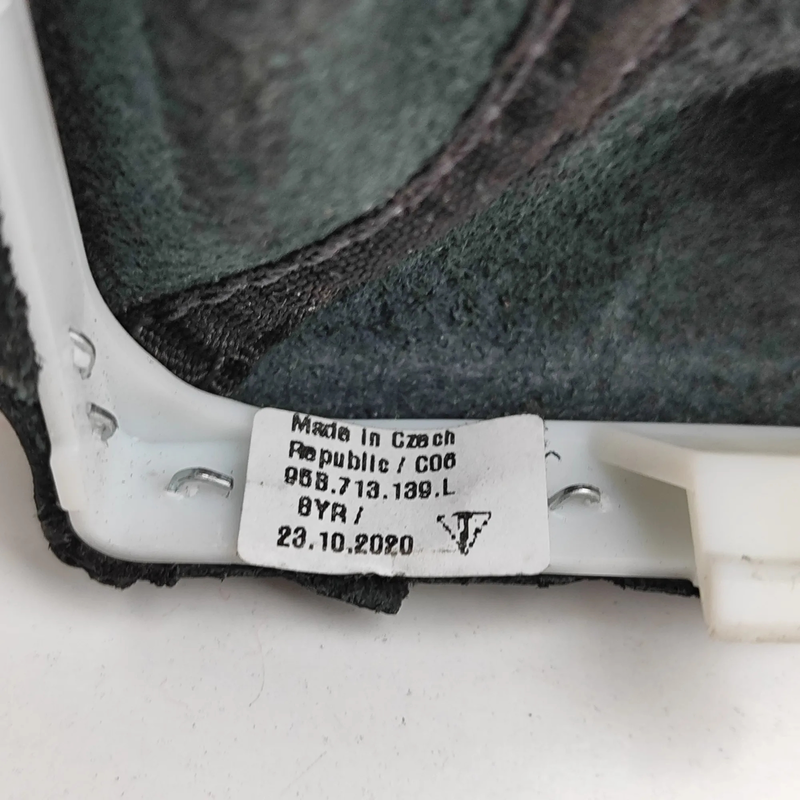 Made in Czech
Republic / C06
95B.713.139.L
8YR /
23.10.2020